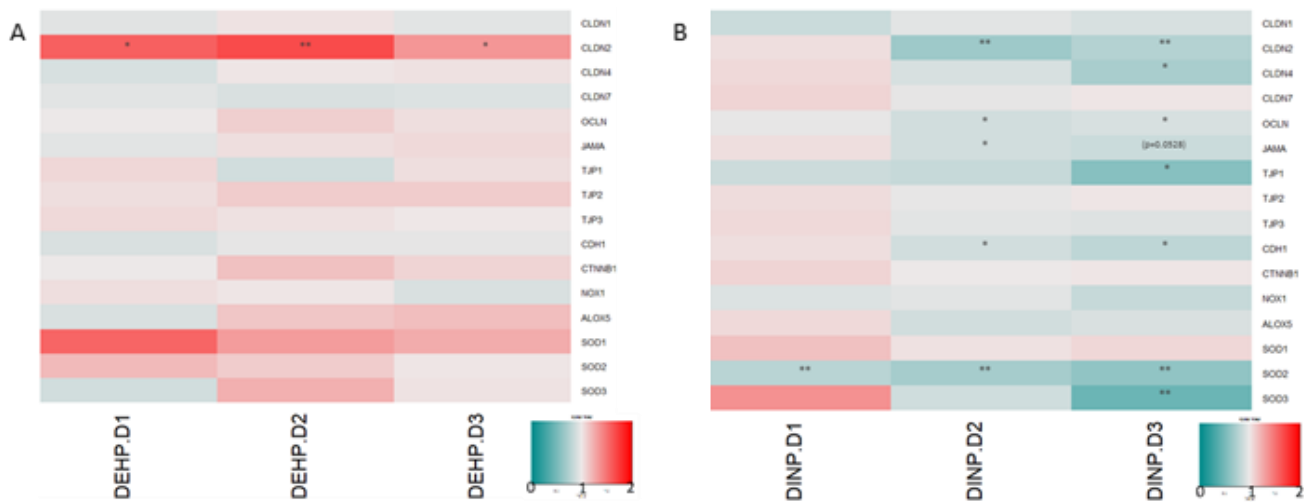 A
* ** *
CLDN1
CLDN2
CLDN4
CLDN7
OCLN
JAMA
TJP1
TJP2
TJP3
CDH1
CTNNB1
NOX1
ALOX5
SOD1
SOD2
SOD3
DEHP.D1
DEHP.D2
DEHP.D3
0 1 2
B
CLDN1
** ** CLDN2
* CLDN4
CLDN7
* * OCLN
* (p=0.0528) JAMA
* TJP1
TJP2
TJP3
* * CDH1
CTNNB1
NOX1
ALOX5
SOD1
** ** ** SOD2
** SOD3
DINP.D1
DINP.D2
DINP.D3
0 1 2